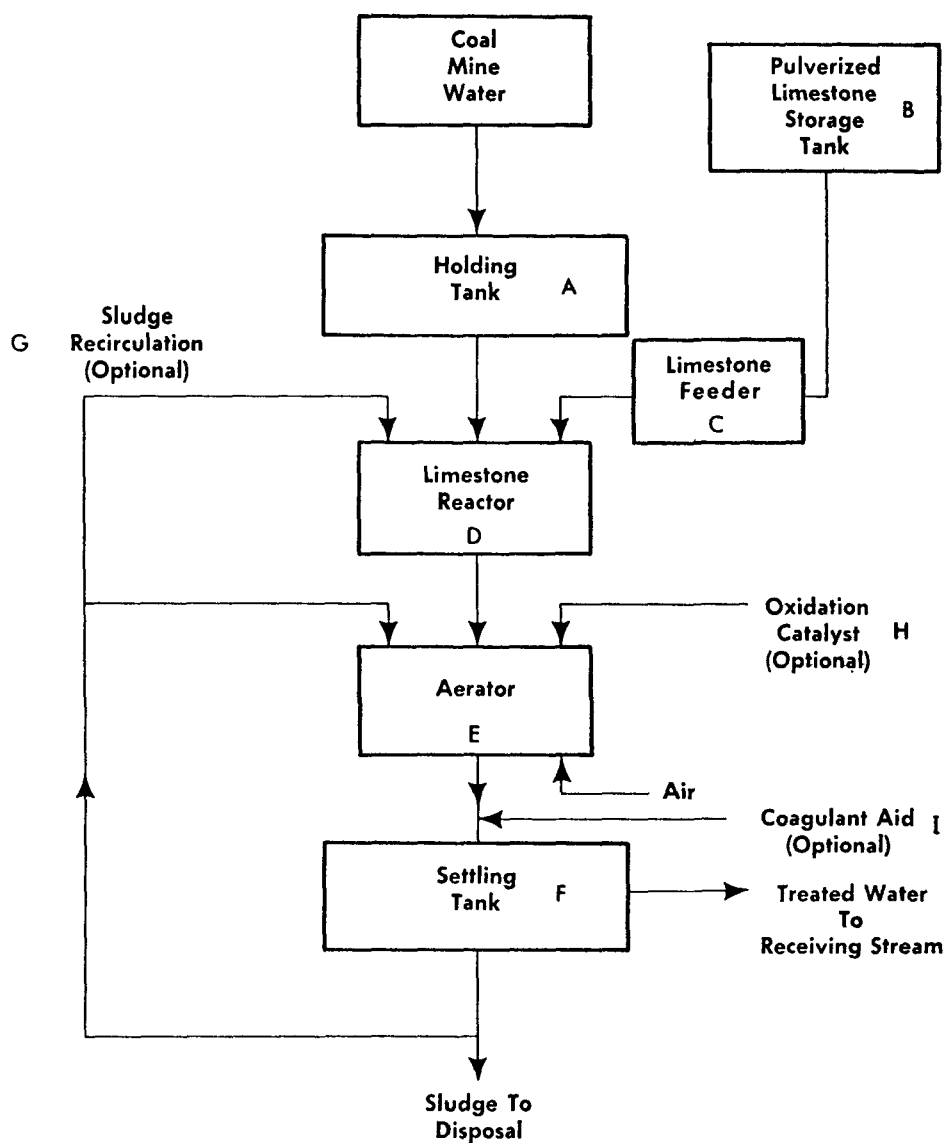 Coal
Mine
Water
Pulverized
Limestone
Storage
Tank
B
Holding
Tank
A
G
Sludge
Recirculation
(Optional)
Limestone
Feeder
C
Limestone
Reactor
D
Oxidation
Catalyst
(Optional)
H
Aerator
E
Air
Coagulant Aid
(Optional)
I
Settling
Tank
F
Treated Water
To
Receiving Stream
Sludge To
Disposal